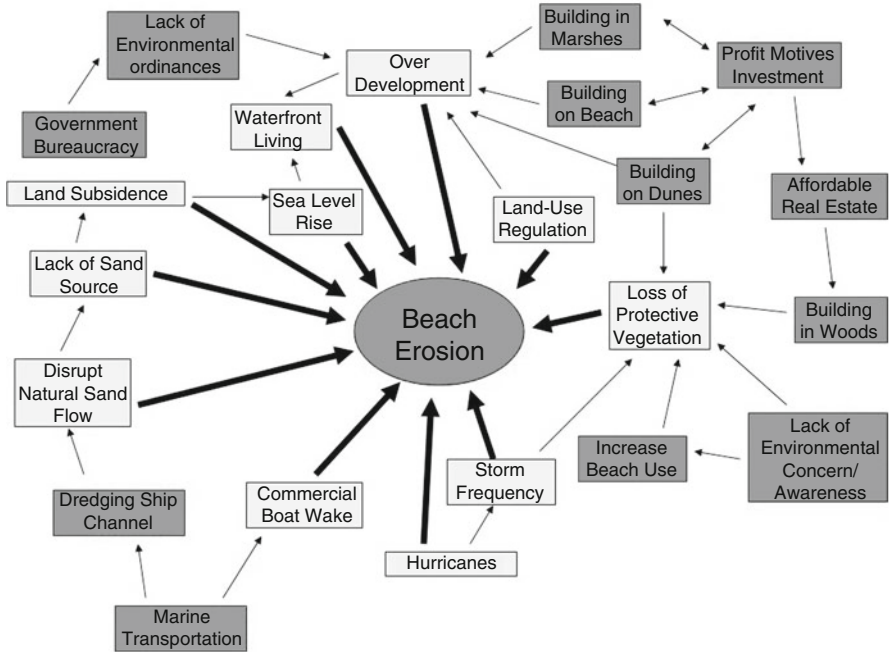 Lack of
Environmental
ordinances
Over
Development
Building in
Marshes
Profit Motives
Investment
Government
Bureaucracy
Waterfront
Living
Building
on Beach
Land Subsidence
Sea Level
Rise
Land-Use
Regulation
Building
on Dunes
Affordable
Real Estate
Lack of Sand
Source
Beach
Erosion
Loss of
Protective
Vegetation
Building
in Woods
Disrupt
Natural Sand
Flow
Dredging Ship
Channel
Commercial
Boat Wake
Storm
Frequency
Increase
Beach Use
Lack of
Environmental
Concern/
Awareness
Hurricanes
Marine
Transportation